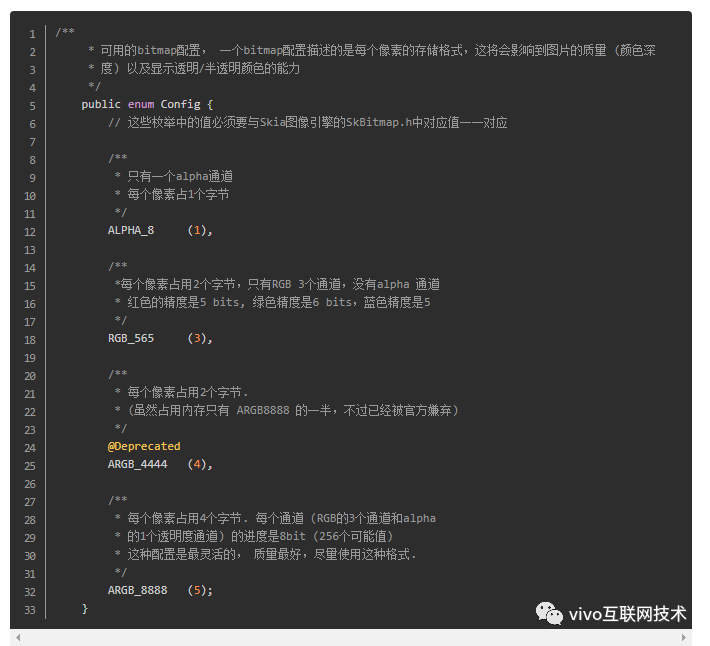 1 /**
2 * 可用的bitmap配置， 一个bitmap配置描述的是每个像素的存储格式，这将会影响到图片的质量（颜色深
3 * 度）以及显示透明/半透明颜色的能力
4 */
5 public enum Config {
6 // 这些枚举中的值必须要与Skia图像引擎的SkBitmap.h中对应值一一对应
7
8 /**
9 * 只有一个alpha通道
10 * 每个像素占1个字节
11 */
12 ALPHA_8     (1),
13
14 /**
15 *每个像素占用2个字节，只有RGB 3个通道，没有alpha 通道
16 * 红色的精度是5 bits, 绿色精度是6 bits，蓝色精度是5
17 */
18 RGB_565     (3),
19
20 /**
21 * 每个像素占用2个字节.
22 *（虽然占用内存只有 ARGB8888 的一半，不过已经被官方嫌弃）
23 */
24 @Deprecated
25 ARGB_4444   (4),
26
27 /**
28 * 每个像素占用4个字节. 每个通道（RGB的3个通道和alpha
29 * 的1个透明度通道）的进度是8bit（256个可能值）
30 * 这种配置是最灵活的， 质量最好，尽量使用这种格式.
31 */
32 ARGB_8888   (5);
33 }
vivo互联网技术